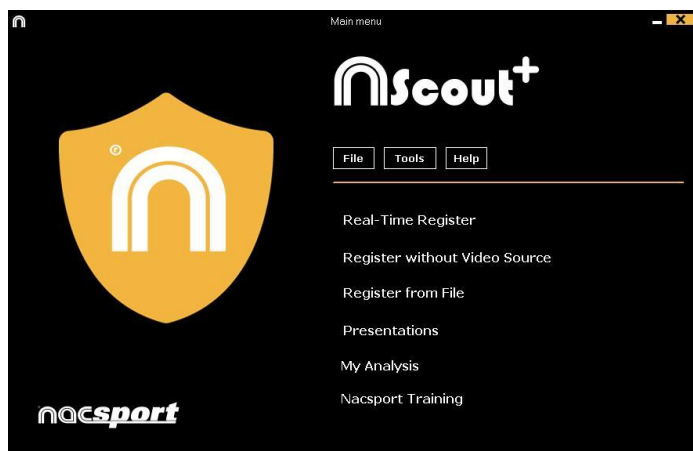 Main menu
nScout+
®
File Tools Help
Real-Time Register
Register without Video Source
Register from File
Presentations
My Analysis
Nacsport Training
nacsport